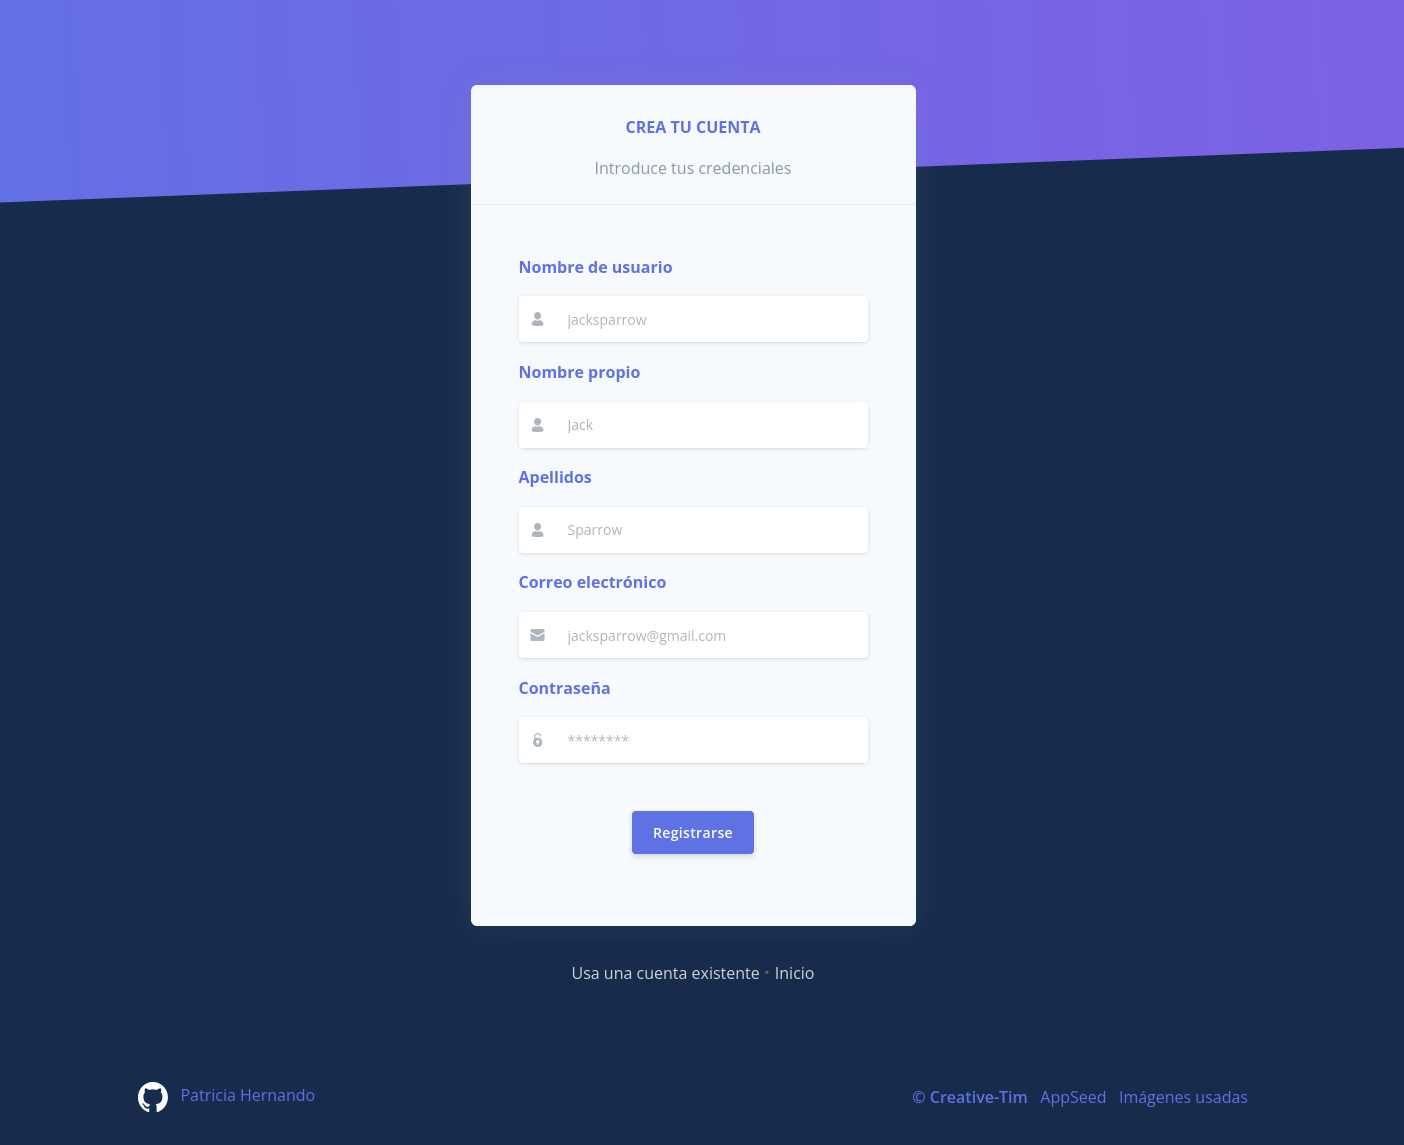 CREA TU CUENTA
Introduce tus credenciales
Nombre de usuario
jacksparrow
Nombre propio
Jack
Apellidos
Sparrow
Correo electrónico
jacksparrow@gmail.com
Contraseña
********
Registrarse
Usa una cuenta existente · Inicio
Patricia Hernando
© Creative-Tim AppSeed Imágenes usadas